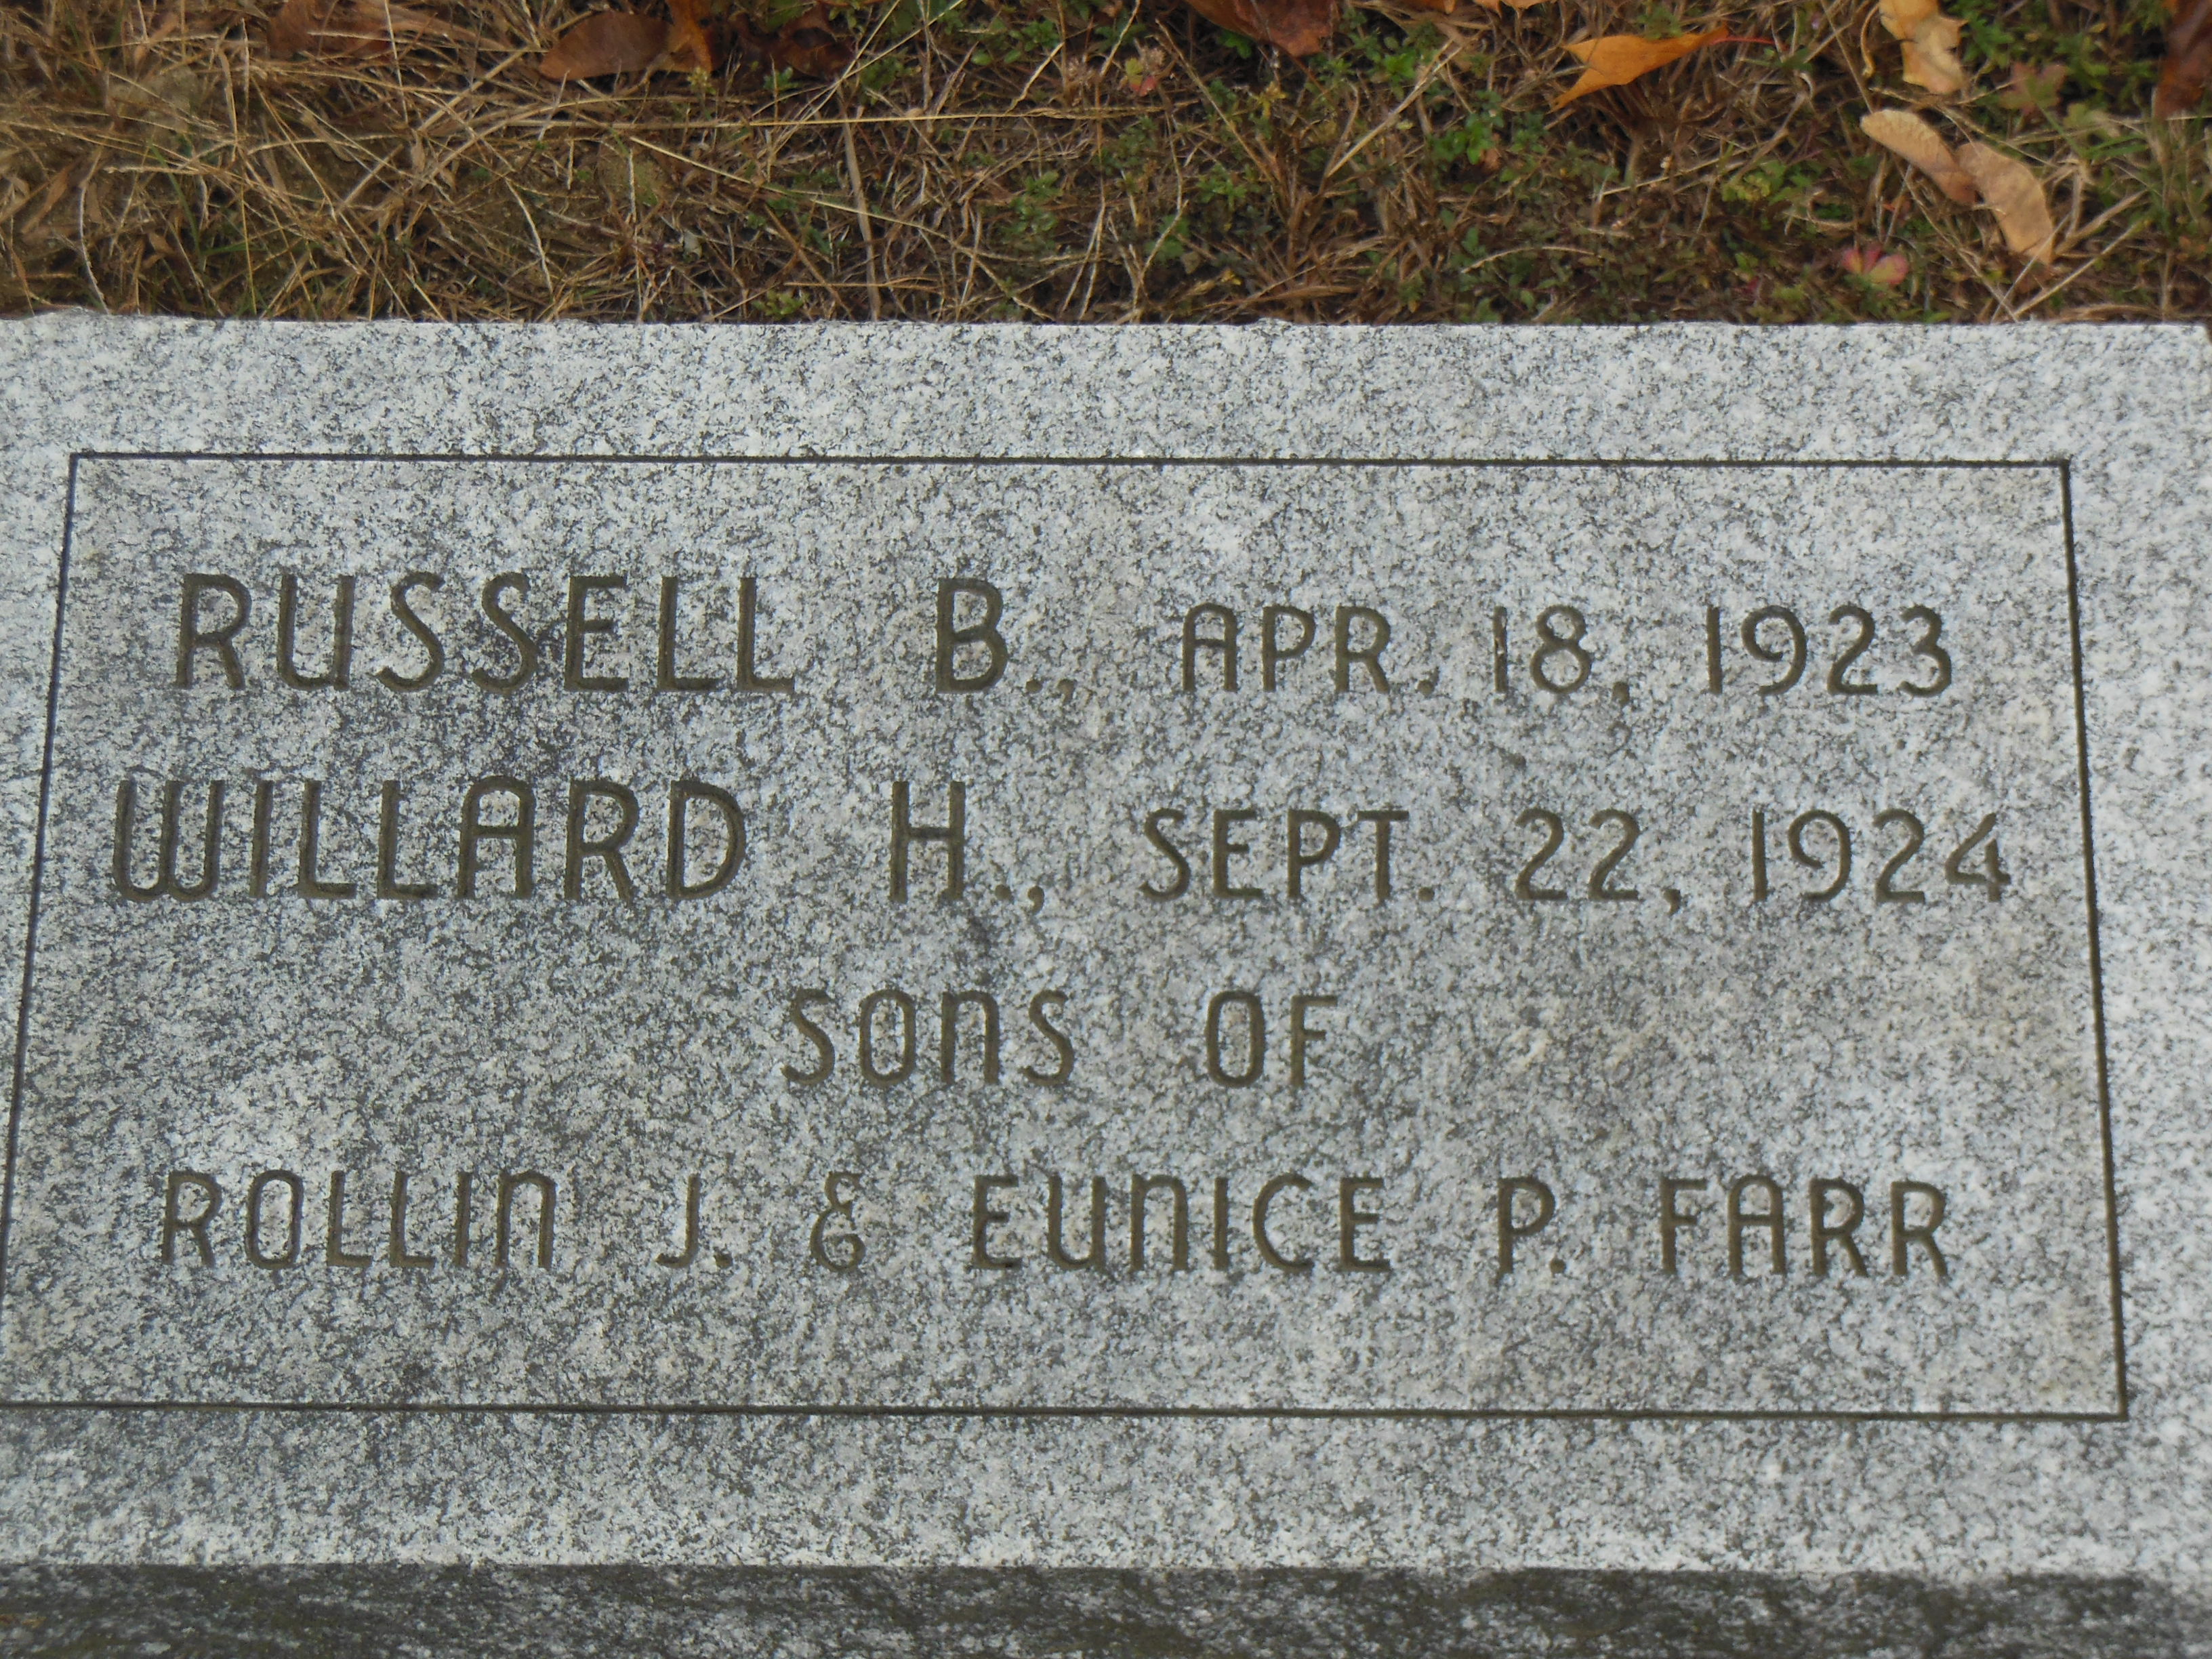 RUSSELL B., APR. 18, 1923
WILLARD H., SEPT. 22, 1924
SONS OF
ROLLIN J. & EUNICE P. FARR